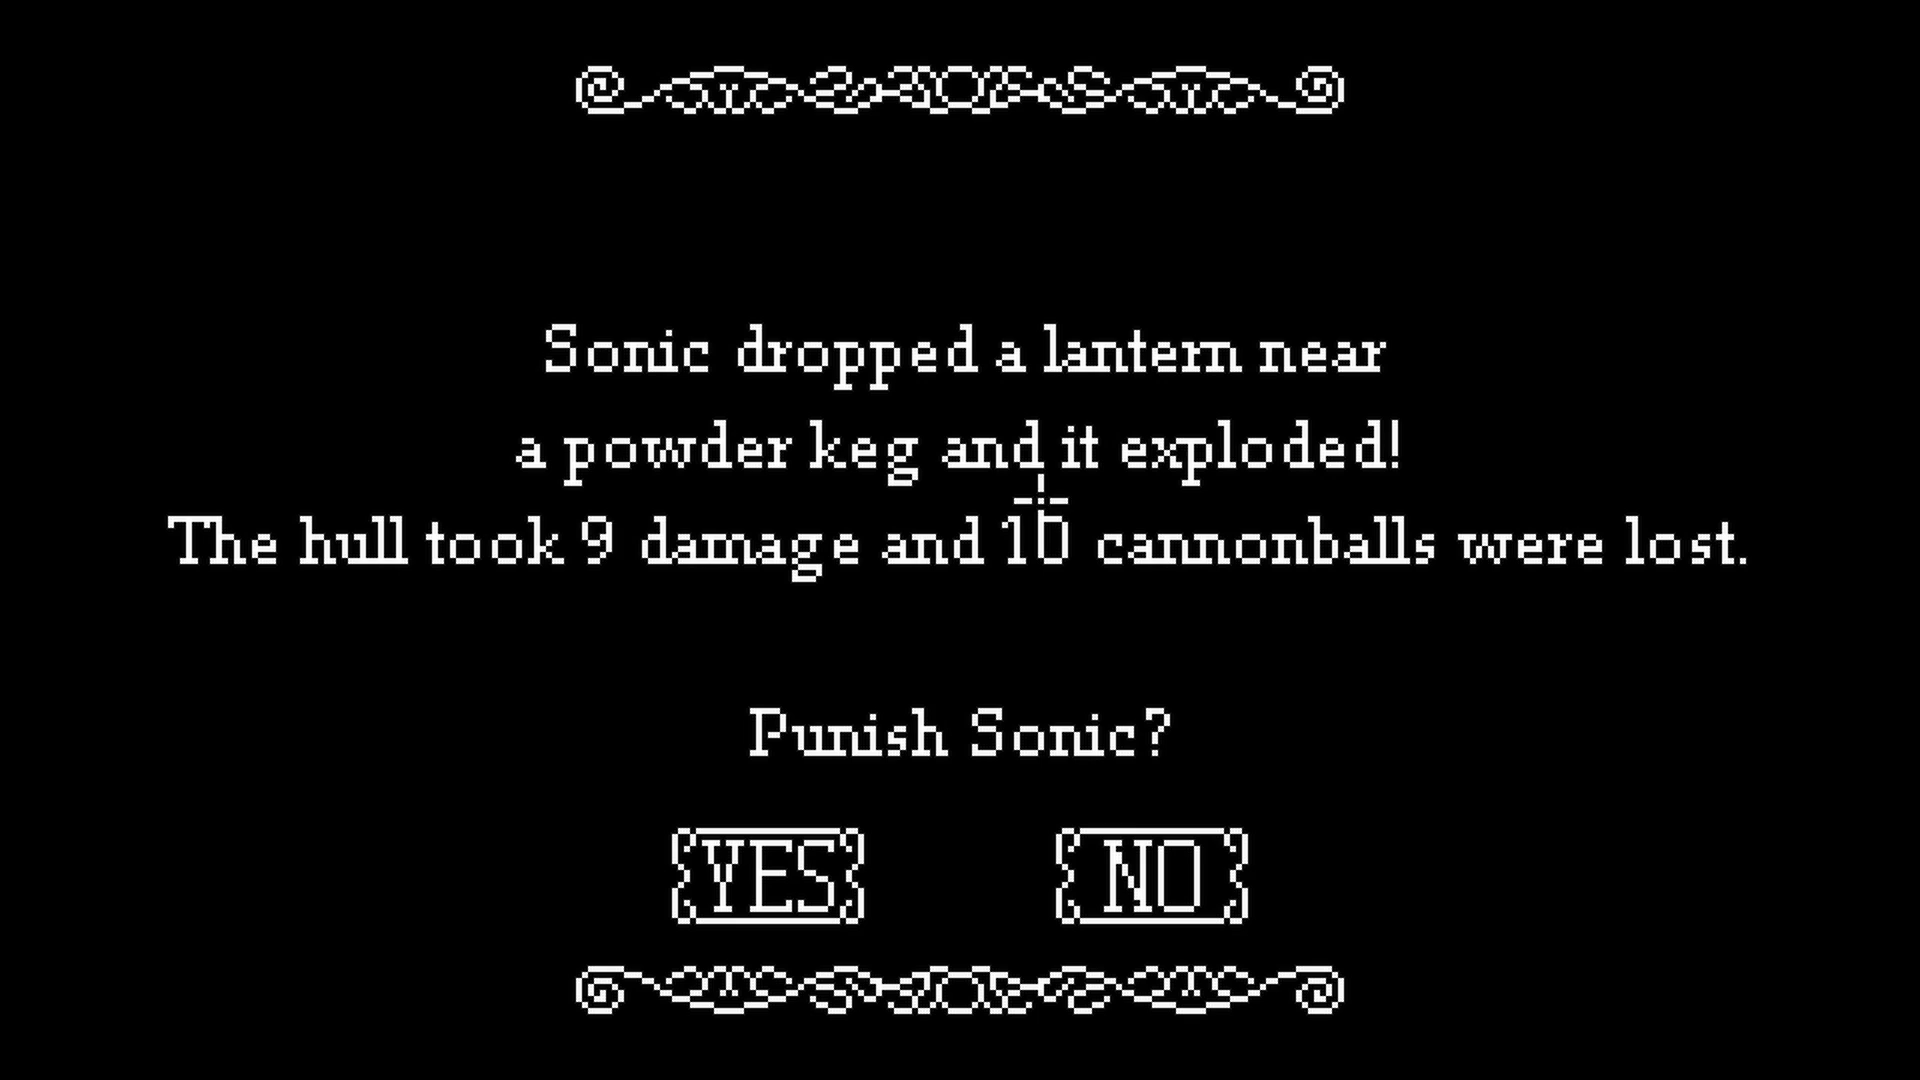 Sonic dropped a lantern near
a powder keg and it exploded!
The hull took 9 damage and 10 cannonballs were lost.
Punish Sonic?
YES NO